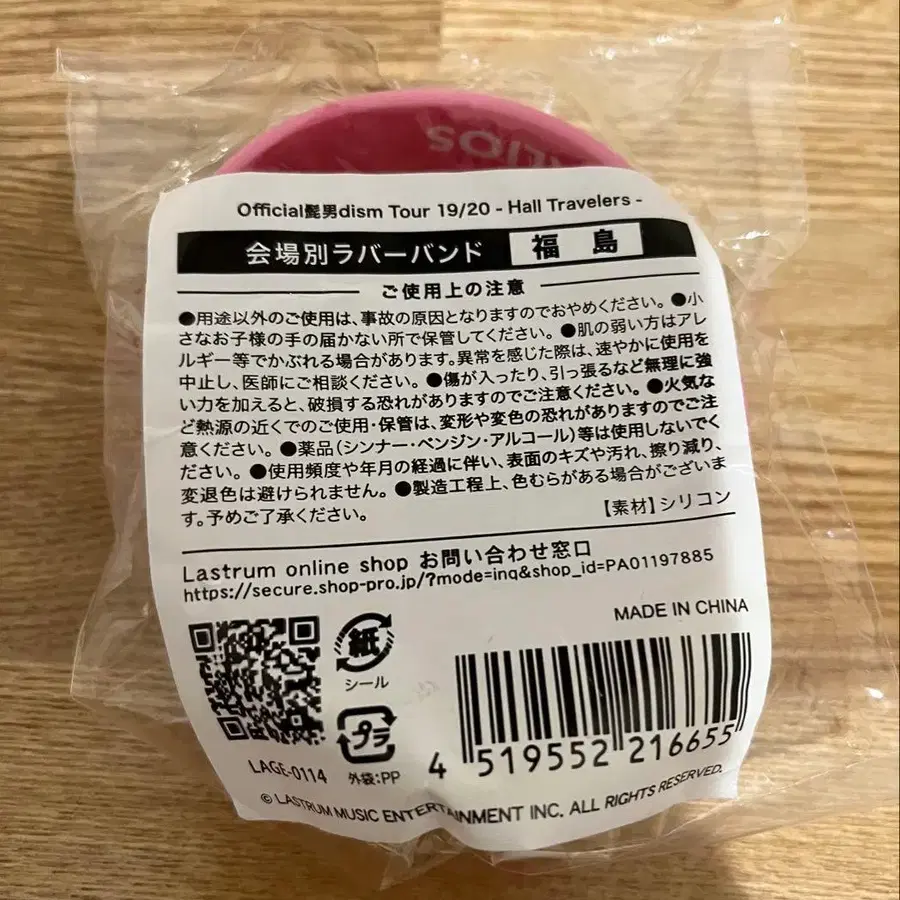 LIOS
Official髭男dism Tour 19/20 - Hall Travelers -
会場別ラバーバンド 福 島
ご使用上の注意
●用途以外のご使用は、事故の原因となりますのでおやめください。●小
さなお子様の手の届かない所で保管してください。●肌の弱い方はアレ
ルギー等でかぶれる場合があります。異常を感じた際は、速やかに使用を
中止し、医師にご相談ください。●傷が入ったり、引っ張るなど無理に強
い力を加えると、破損する恐れがありますのでご注意ください。●火気な
ど熱源の近くでのご使用・保管は、変形や変色の恐れがありますのでご注
意ください。●薬品(シンナー・ベンジン・アルコール)等は使用しないでく
ださい。●使用頻度や年月の経過に伴い、表面のキズや汚れ、擦り減り、
変退色は避けられません。●製造工程上、色むらがある場合がございま
す。予めご了承ください。 【素材】シリコン
Lastrum online shop お問い合わせ窓口
https://secure.shop-pro.jp/?mode=inq&shop_id=PA01197885
MADE IN CHINA
紙
シール
プラ
外袋:PP
LAGE-0114
4 519552 216655
© LASTRUM MUSIC ENTERTAINMENT INC. ALL RIGHTS RESERVED.